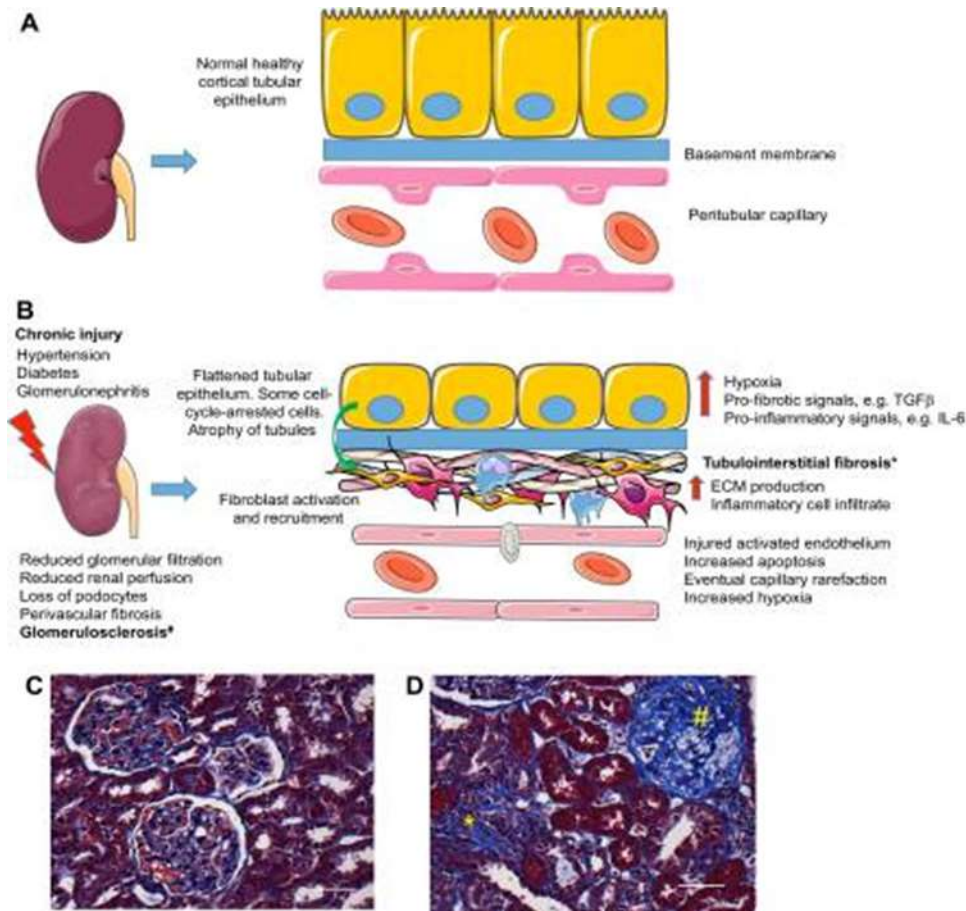 A
Normal healthy
cortical tubular
epithelium
Basement membrane
Peritubular capillary
B
Chronic injury
Hypertension
Diabetes
Glomerulonephritis
Flattened tubular
epithelium. Some cell-
cycle-arrested cells.
Atrophy of tubules
Hypoxia
Pro-fibrotic signals, e.g. TGFβ
Pro-inflammatory signals, e.g. IL-6
Tubulointerstitial fibrosis*
ECM production
Inflammatory cell infiltrate
Fibroblast activation
and recruitment
Reduced glomerular filtration
Reduced renal perfusion
Loss of podocytes
Perivascular fibrosis
Glomerulosclerosis#
Injured activated endothelium
Increased apoptosis
Eventual capillary rarefaction
Increased hypoxia
C
D
#
*